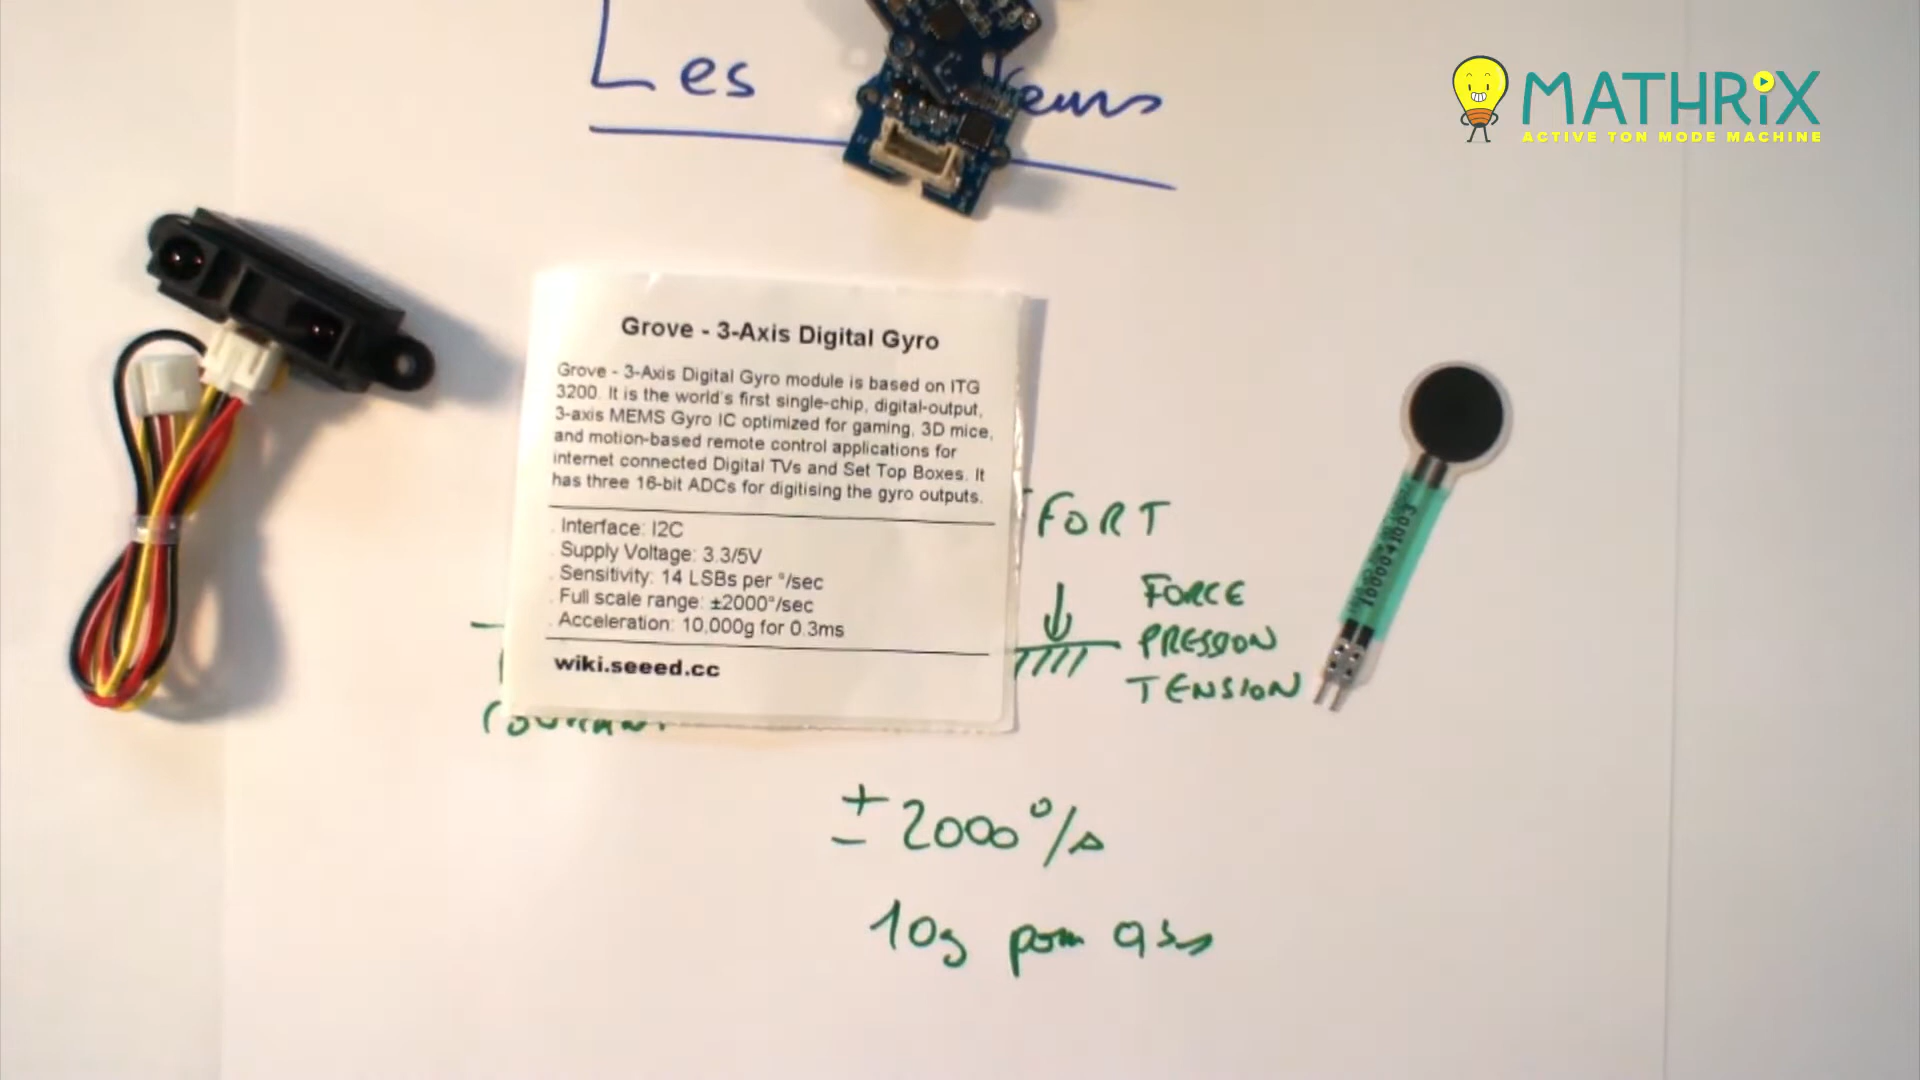 Les
MATHRiX
ACTIVE TON MODE MACHINE
Grove - 3-Axis Digital Gyro
Grove - 3-Axis Digital Gyro module is based on ITG
3200. It is the world's first single-chip, digital-output,
3-axis MEMS Gyro IC optimized for gaming, 3D mice,
and motion-based remote control applications for
internet connected Digital TVs and Set Top Boxes. It
has three 16-bit ADCs for digitising the gyro outputs.
. Interface: I2C
. Supply Voltage: 3.3/5V
. Sensitivity: 14 LSBs per °/sec
. Full scale range: ±2000°/sec
. Acceleration: 10,000g for 0.3ms
wiki.seeed.cc
FORT
FORCE
PRESSION
TENSION
± 2000°/s
10g pour